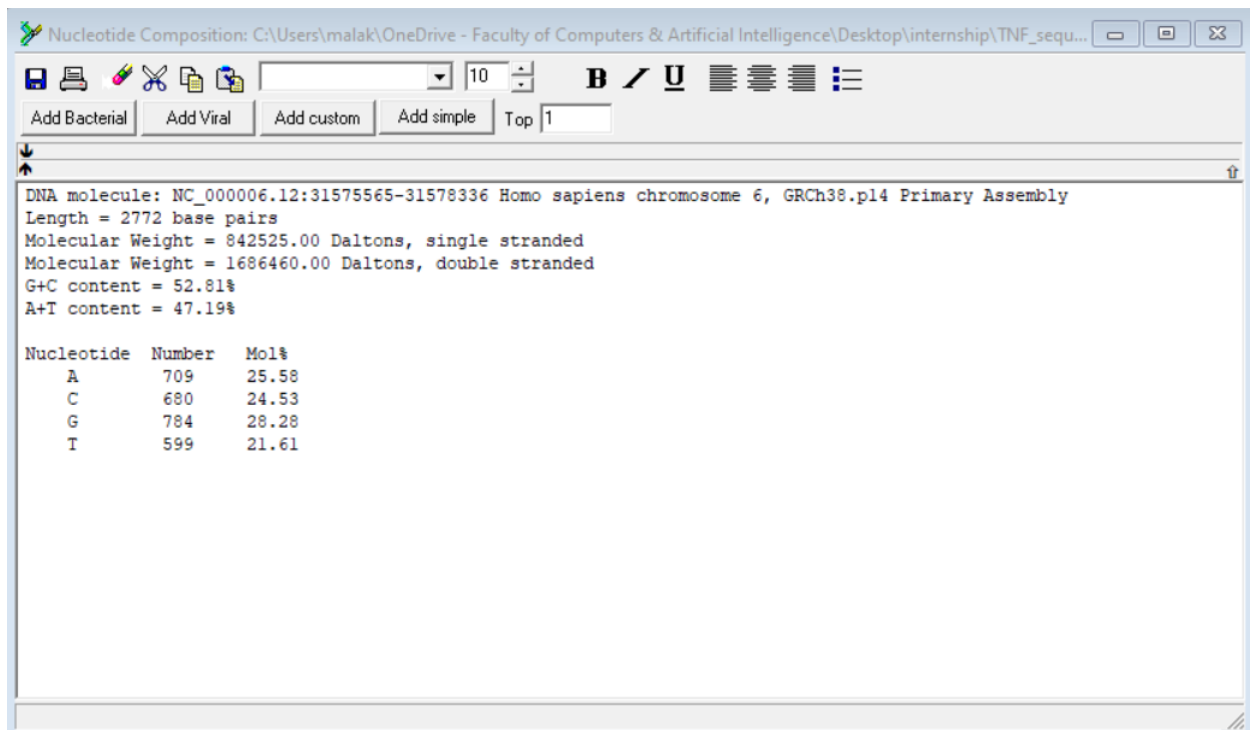 Nucleotide Composition: C:\Users\malak\OneDrive - Faculty of Computers & Artificial Intelligence\Desktop\internship\TNF_sequ...
10 B I U
Add Bacterial Add Viral Add custom Add simple Top 1
DNA molecule: NC_000006.12:31575565-31578336 Homo sapiens chromosome 6, GRCh38.p14 Primary Assembly
Length = 2772 base pairs
Molecular Weight = 842525.00 Daltons, single stranded
Molecular Weight = 1686460.00 Daltons, double stranded
G+C content = 52.81%
A+T content = 47.19%
Nucleotide Number Mol%
A 709 25.58
C 680 24.53
G 784 28.28
T 599 21.61